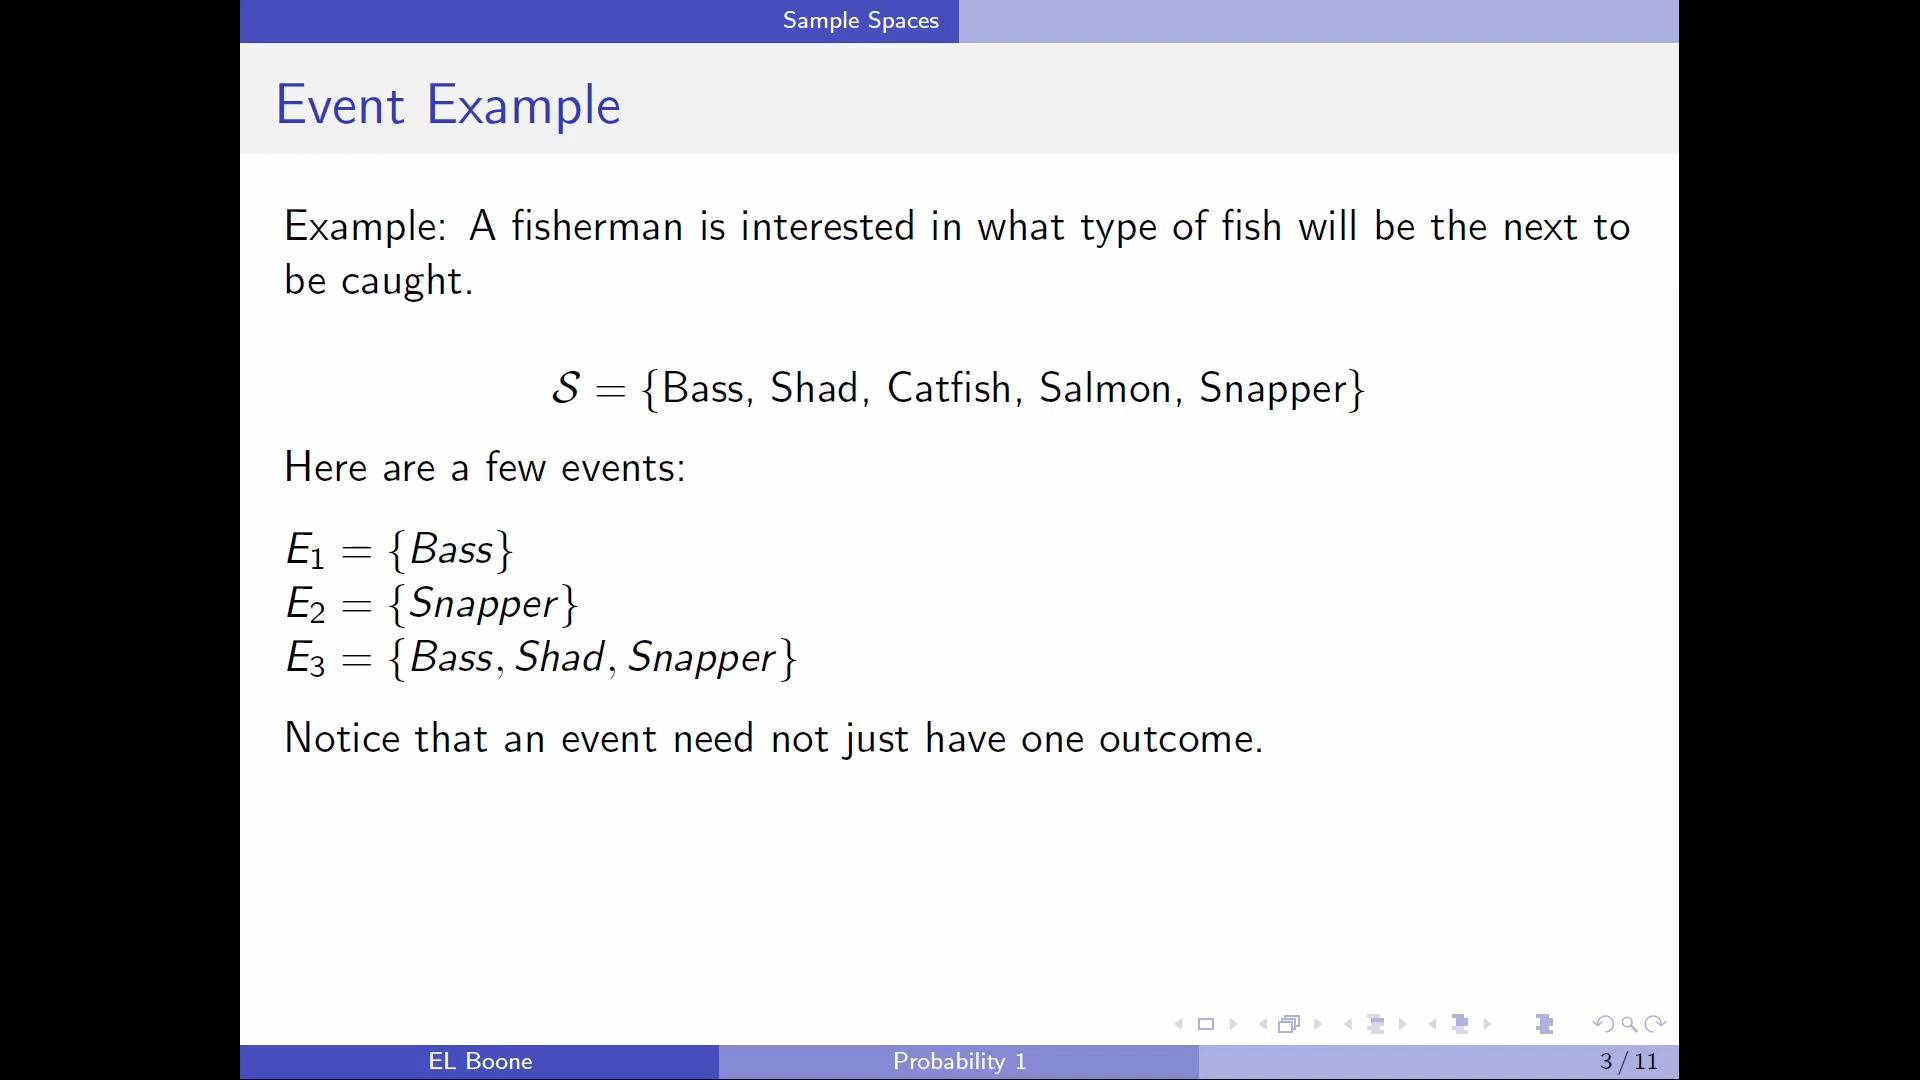 Sample Spaces
Event Example
Example: A fisherman is interested in what type of fish will be the next to
be caught.
𝒮 = {Bass, Shad, Catfish, Salmon, Snapper}
Here are a few events:
E₁ = {Bass}
E₂ = {Snapper}
E₃ = {Bass, Shad, Snapper}
Notice that an event need not just have one outcome.
EL Boone Probability 1 3 / 11